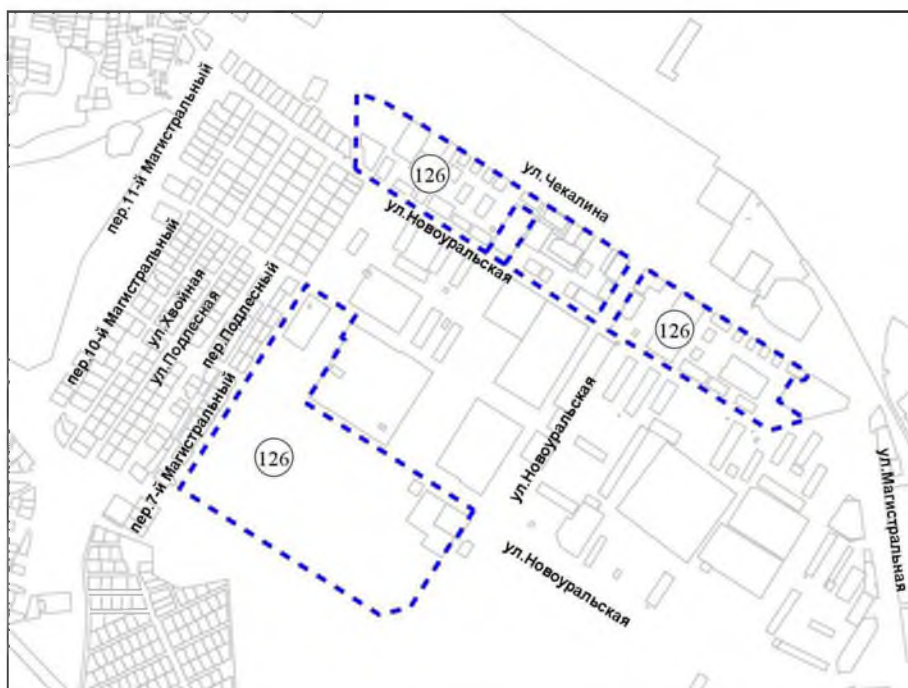 пер.11-й Магистральный
ул.Чекалина
126
ул.Новоуральская
пер.10-й Магистральный
ул.Хвойная
ул.Подлесная
пер.Подлесный
126
пер.7-й Магистральный
126
ул.Новоуральская
ул.Магистральная
ул.Новоуральская